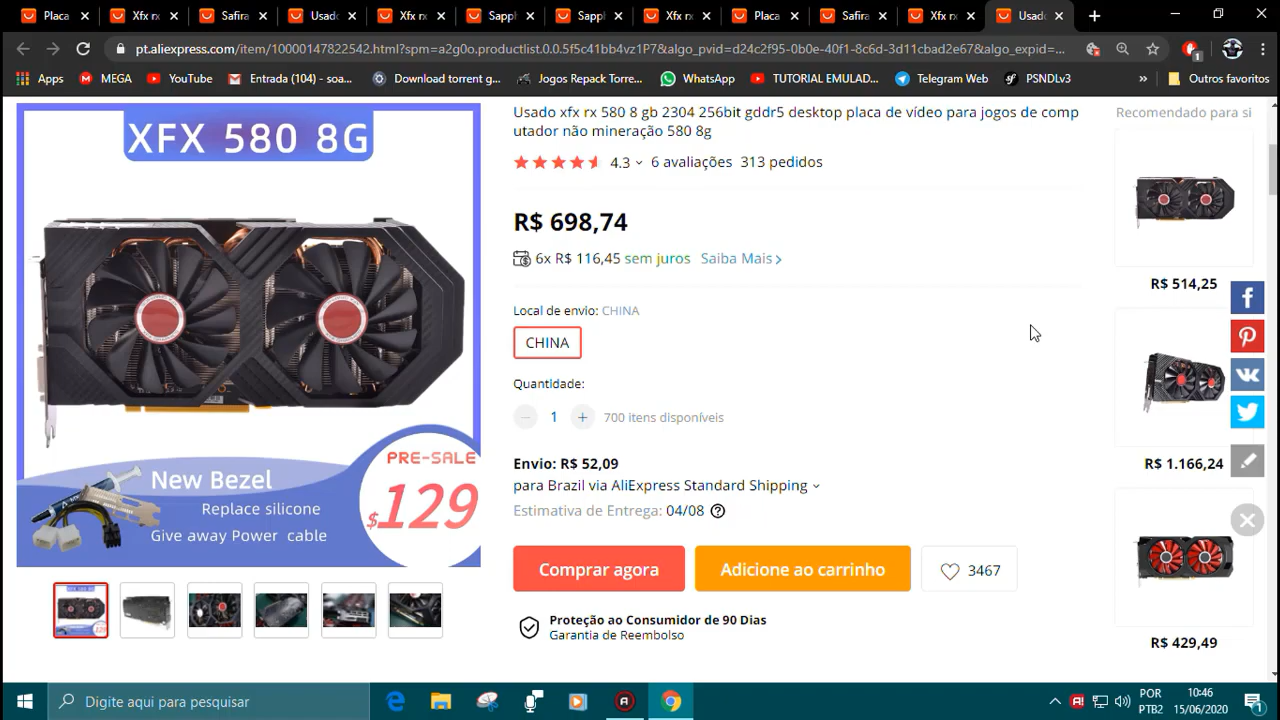 Placa
Xfx rx
Safira
Usado
Xfx rx
Sapph
Sapph
Xfx rx
Placa
Safira
Xfx rx
Usado
pt.aliexpress.com/item/10000147822542.html?spm=a2g0o.productlist.0.0.5f5c41bb4vz1P7&algo_pvid=d24c2f95-0b0e-40f1-8c6d-3d11cbad2e67&algo_expid=...
1
Apps
MEGA
YouTube
Entrada (104) - soa...
Download torrent g...
Jogos Repack Torre...
WhatsApp
TUTORIAL EMULAD...
Telegram Web
PSNDLv3
»
Outros favoritos
XFX 580 8G
New Bezel
Replace silicone
Give away Power cable
PRE-SALE
$129
Usado xfx rx 580 8 gb 2304 256bit gddr5 desktop placa de vídeo para jogos de comp
utador não mineração 580 8g
4.3 6 avaliações 313 pedidos
R$ 698,74
6x R$ 116,45 sem juros Saiba Mais
Local de envio: CHINA
CHINA
Quantidade:
− 1 + 700 itens disponíveis
Envio: R$ 52,09
para Brazil via AliExpress Standard Shipping
Estimativa de Entrega: 04/08
Comprar agora
Adicione ao carrinho
3467
Proteção ao Consumidor de 90 Dias
Garantia de Reembolso
Recomendado para si
R$ 514,25
R$ 1.166,24
R$ 429,49
Digite aqui para pesquisar
POR
PTB2
10:46
15/06/2020
1